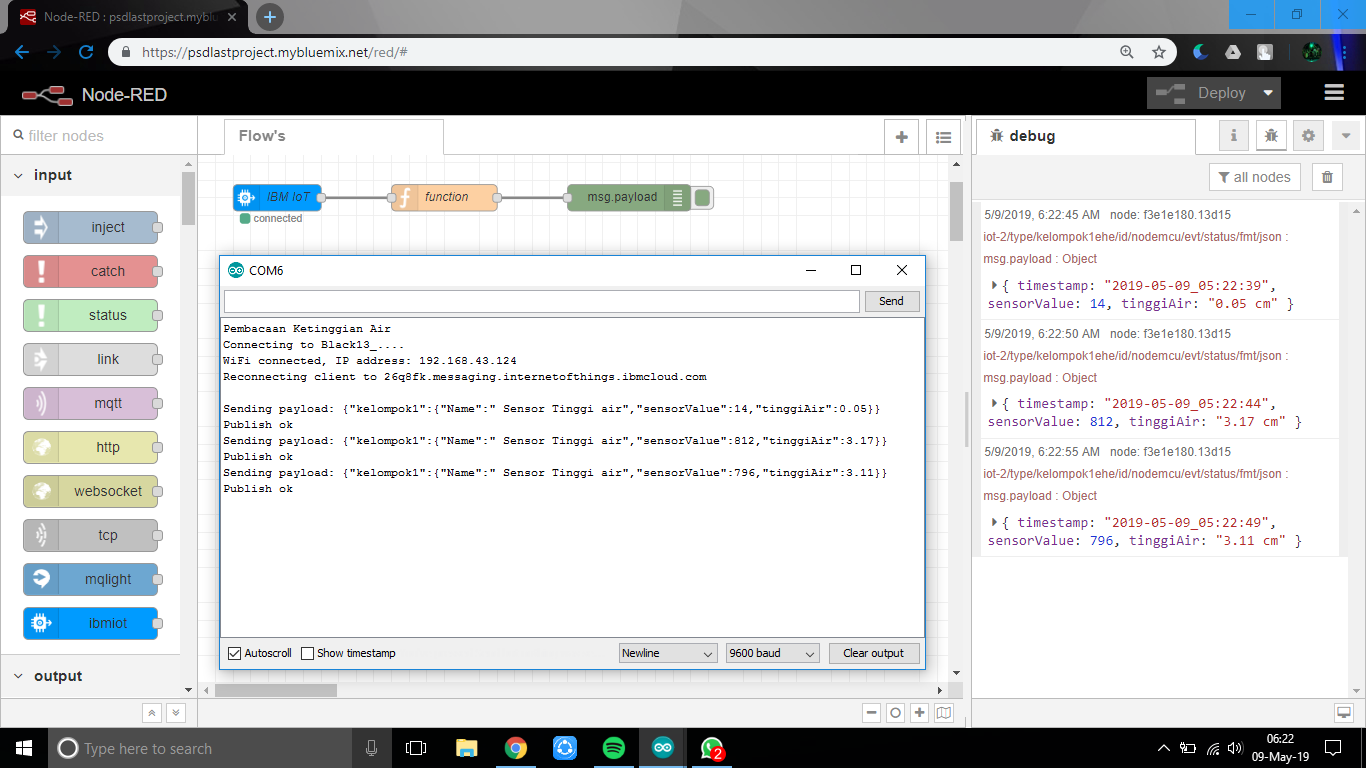 Node-RED : psdlastproject.myblu
https://psdlastproject.mybluemix.net/red/#
Node-RED
Deploy
filter nodes
Flow's
debug
i
input
all nodes
inject
catch
status
link
mqtt
http
websocket
tcp
mqlight
ibmiot
output
IBM IoT
connected
function
msg.payload
COM6
Send
Pembacaan Ketinggian Air
Connecting to Black13_....
WiFi connected, IP address: 192.168.43.124
Reconnecting client to 26q8fk.messaging.internetofthings.ibmcloud.com
Sending payload: {"kelompok1":{"Name":" Sensor Tinggi air","sensorValue":14,"tinggiAir":0.05}}
Publish ok
Sending payload: {"kelompok1":{"Name":" Sensor Tinggi air","sensorValue":812,"tinggiAir":3.17}}
Publish ok
Sending payload: {"kelompok1":{"Name":" Sensor Tinggi air","sensorValue":796,"tinggiAir":3.11}}
Publish ok
Autoscroll
Show timestamp
Newline
9600 baud
Clear output
5/9/2019, 6:22:45 AM node: f3e1e180.13d15
iot-2/type/kelompok1ehe/id/nodemcu/evt/status/fmt/json :
msg.payload : Object
{ timestamp: "2019-05-09_05:22:39",
sensorValue: 14, tinggiAir: "0.05 cm" }
5/9/2019, 6:22:50 AM node: f3e1e180.13d15
iot-2/type/kelompok1ehe/id/nodemcu/evt/status/fmt/json :
msg.payload : Object
{ timestamp: "2019-05-09_05:22:44",
sensorValue: 812, tinggiAir: "3.17 cm" }
5/9/2019, 6:22:55 AM node: f3e1e180.13d15
iot-2/type/kelompok1ehe/id/nodemcu/evt/status/fmt/json :
msg.payload : Object
{ timestamp: "2019-05-09_05:22:49",
sensorValue: 796, tinggiAir: "3.11 cm" }
Type here to search
2
06:22
09-May-19